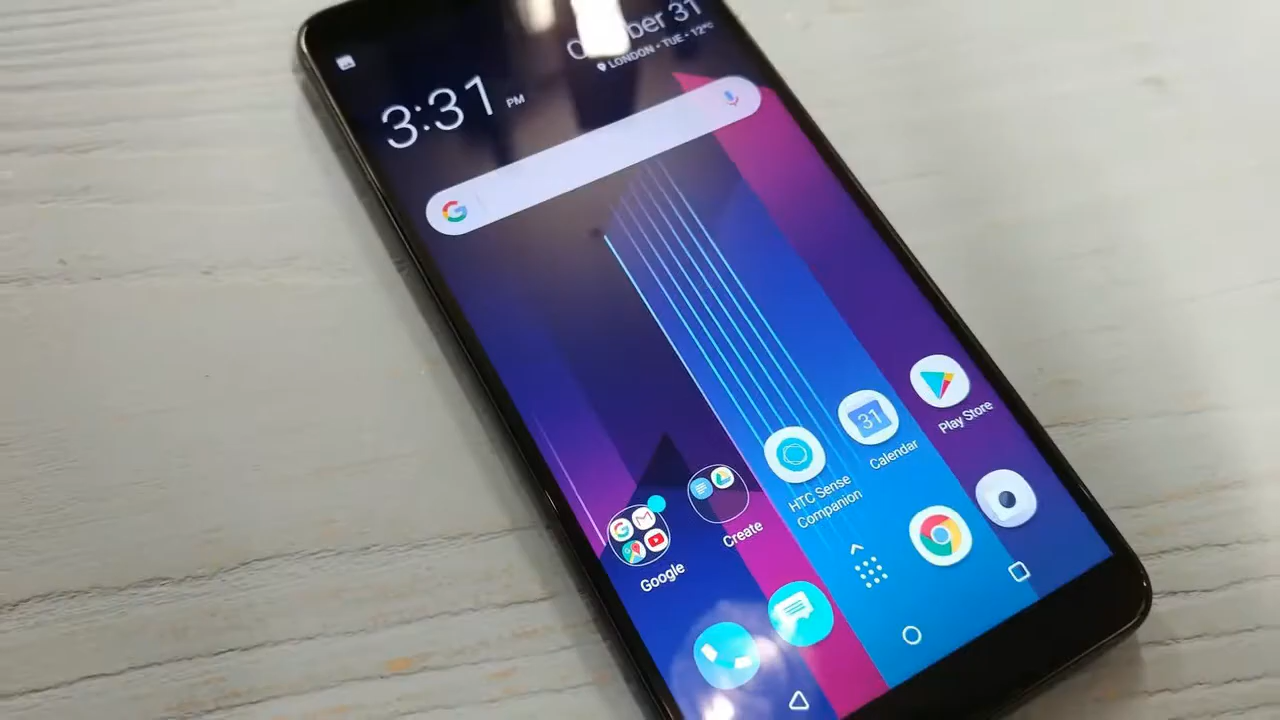 October 31
LONDON • TUE • 12°C
3:31 PM
G
Play Store
31
Calendar
HTC Sense
Companion
Create
Google